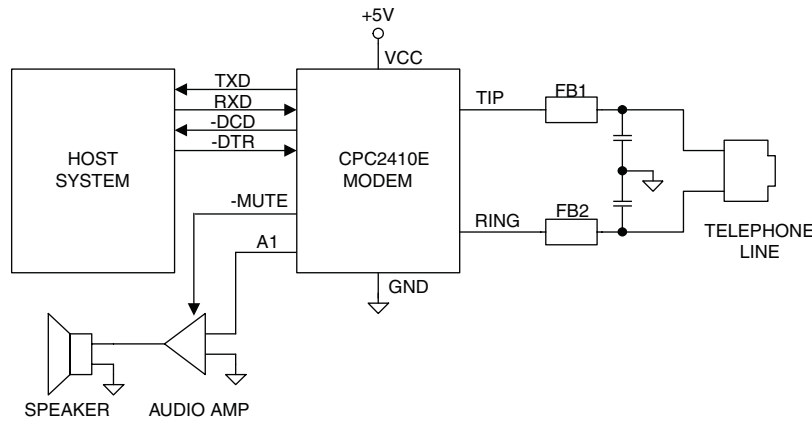 +5V
VCC
TXD
RXD
-DCD
-DTR
HOST
SYSTEM
CPC2410E
MODEM
TIP
FB1
-MUTE
A1
RING
FB2
TELEPHONE
LINE
GND
SPEAKER
AUDIO AMP